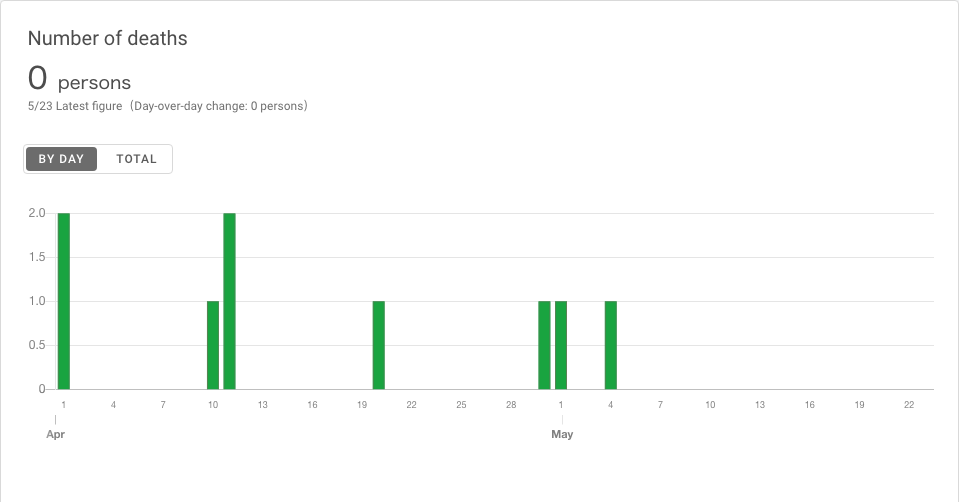 Number of deaths
0 persons
5/23 Latest figure（Day-over-day change: 0 persons）
BY DAY TOTAL
2.0
1.5
1.0
0.5
0
1 4 7 10 13 16 19 22 25 28 1 4 7 10 13 16 19 22
Apr May